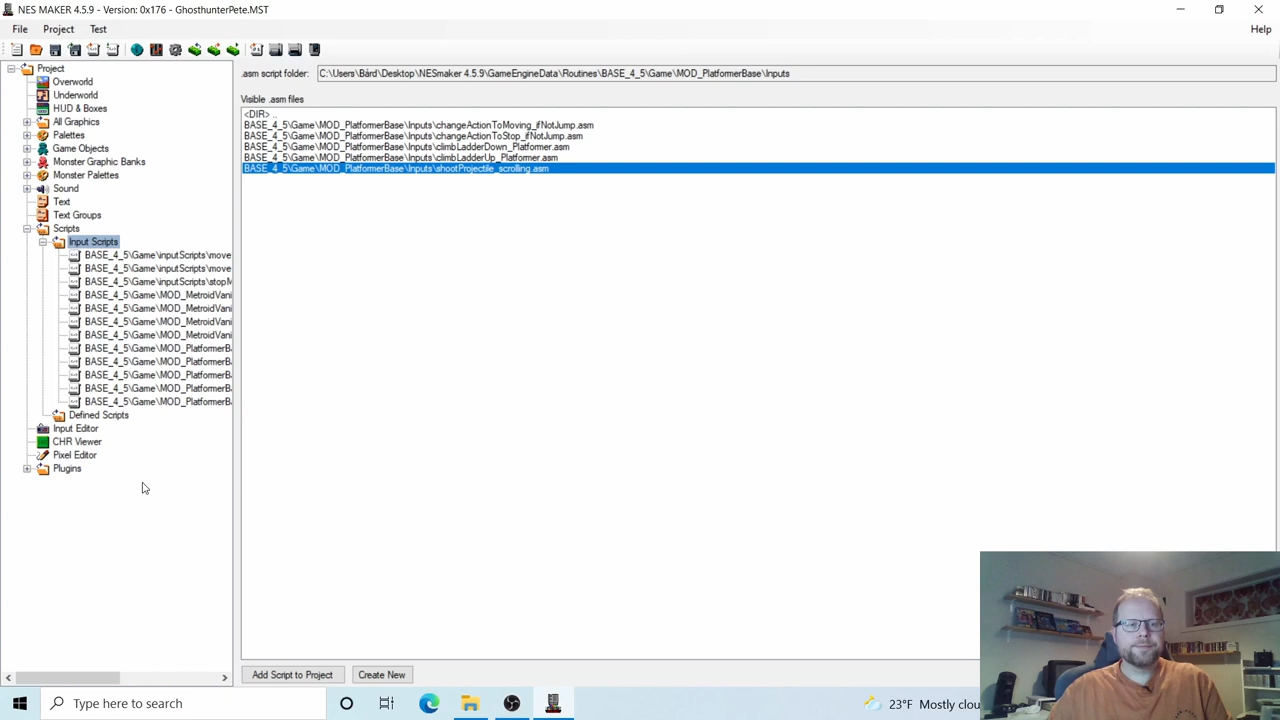 NES MAKER 4.5.9 - Version: 0x176 - GhosthunterPete.MST
File Project Test Help
Project
Overworld
Underworld
HUD & Boxes
All Graphics
Palettes
Game Objects
Monster Graphic Banks
Monster Palettes
Sound
Text
Text Groups
Scripts
Input Scripts
BASE_4_5\Game\inputScripts\move
BASE_4_5\Game\inputScripts\move
BASE_4_5\Game\inputScripts\stopM
BASE_4_5\Game\MOD_MetroidVani
BASE_4_5\Game\MOD_MetroidVani
BASE_4_5\Game\MOD_MetroidVani
BASE_4_5\Game\MOD_MetroidVani
BASE_4_5\Game\MOD_PlatformerBa
BASE_4_5\Game\MOD_PlatformerBa
BASE_4_5\Game\MOD_PlatformerBa
BASE_4_5\Game\MOD_PlatformerBa
BASE_4_5\Game\MOD_PlatformerBa
Defined Scripts
Input Editor
CHR Viewer
Pixel Editor
Plugins
.asm script folder: C:\Users\Bård\Desktop\NESmaker 4.5.9\GameEngineData\Routines\BASE_4_5\Game\MOD_PlatformerBase\Inputs
Visible .asm files
<DIR> ..
BASE_4_5\Game\MOD_PlatformerBase\Inputs\changeActionToMoving_ifNotJump.asm
BASE_4_5\Game\MOD_PlatformerBase\Inputs\changeActionToStop_ifNotJump.asm
BASE_4_5\Game\MOD_PlatformerBase\Inputs\climbLadderDown_Platformer.asm
BASE_4_5\Game\MOD_PlatformerBase\Inputs\climbLadderUp_Platformer.asm
BASE_4_5\Game\MOD_PlatformerBase\Inputs\shootProjectile_scrolling.asm
Add Script to Project Create New
Type here to search
23°F Mostly clou